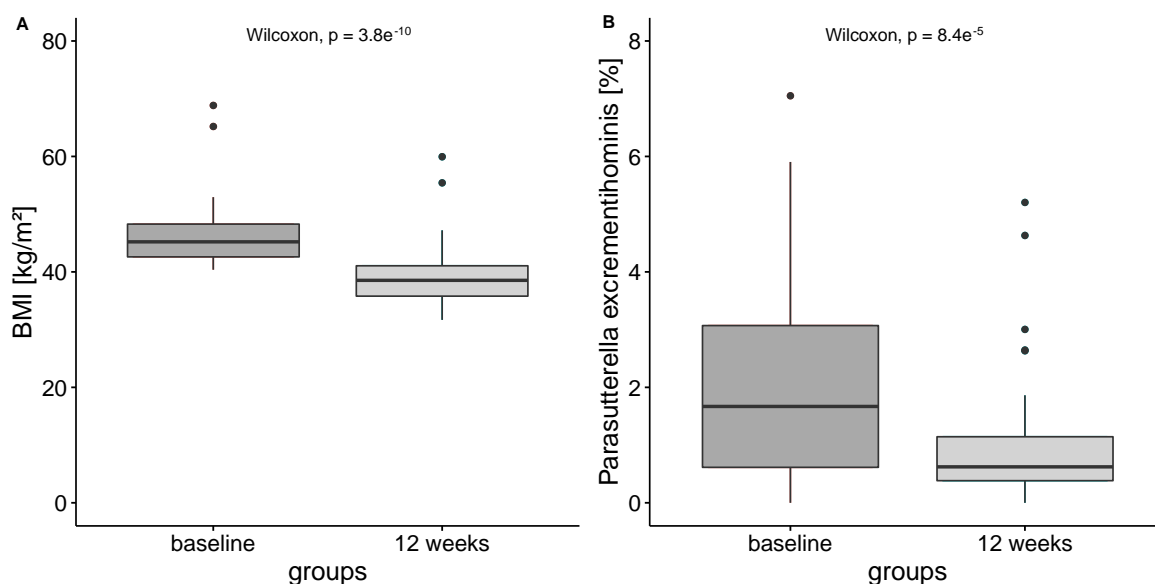 A
Wilcoxon, p = 3.8e⁻¹⁰
80
60
40
20
0
BMI [kg/m²]
baseline 12 weeks
groups
B
Wilcoxon, p = 8.4e⁻⁵
8
6
4
2
0
Parasutterella excrementihominis [%]
baseline 12 weeks
groups